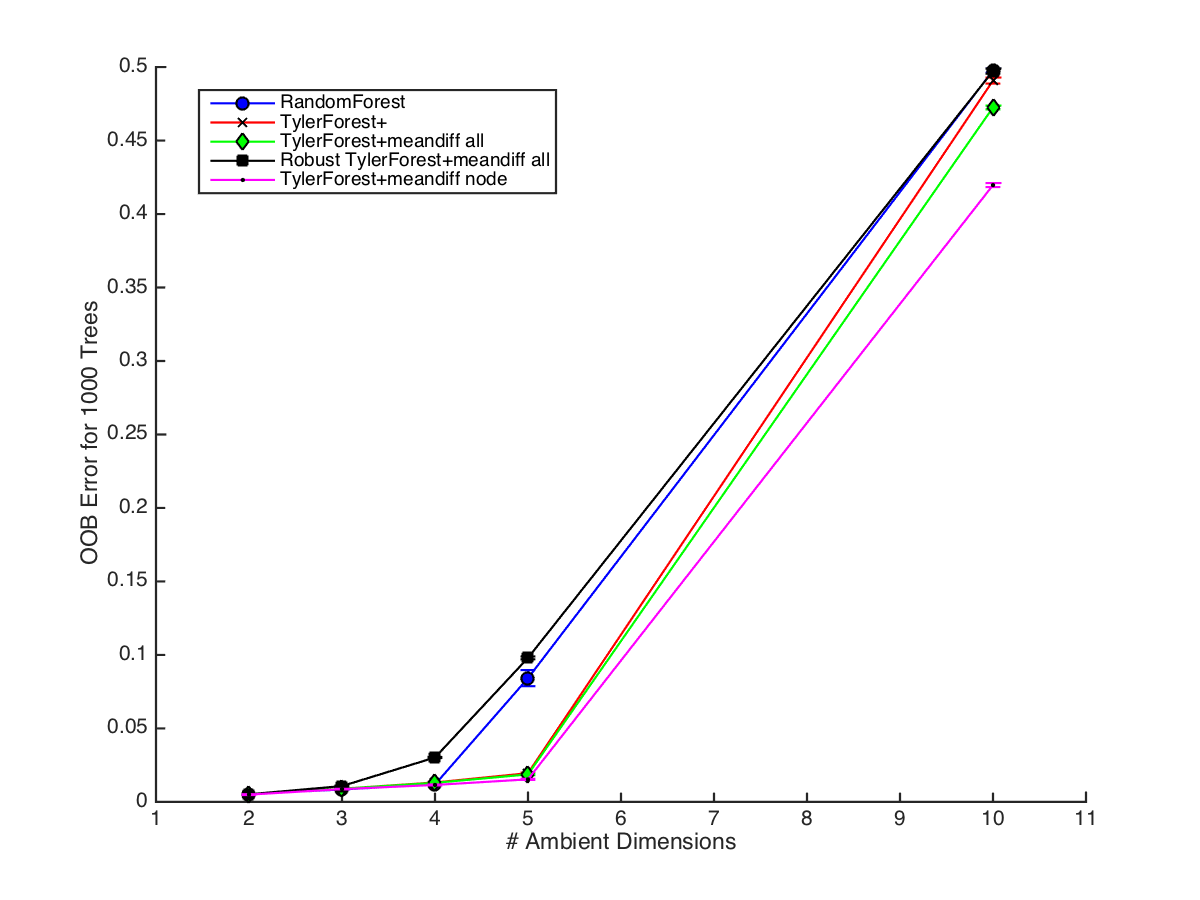 0.5
0.45
0.4
0.35
0.3
0.25
0.2
0.15
0.1
0.05
0
OOB Error for 1000 Trees
RandomForest
TylerForest+
TylerForest+meandiff all
Robust TylerForest+meandiff all
TylerForest+meandiff node
1 2 3 4 5 6 7 8 9 10 11
# Ambient Dimensions